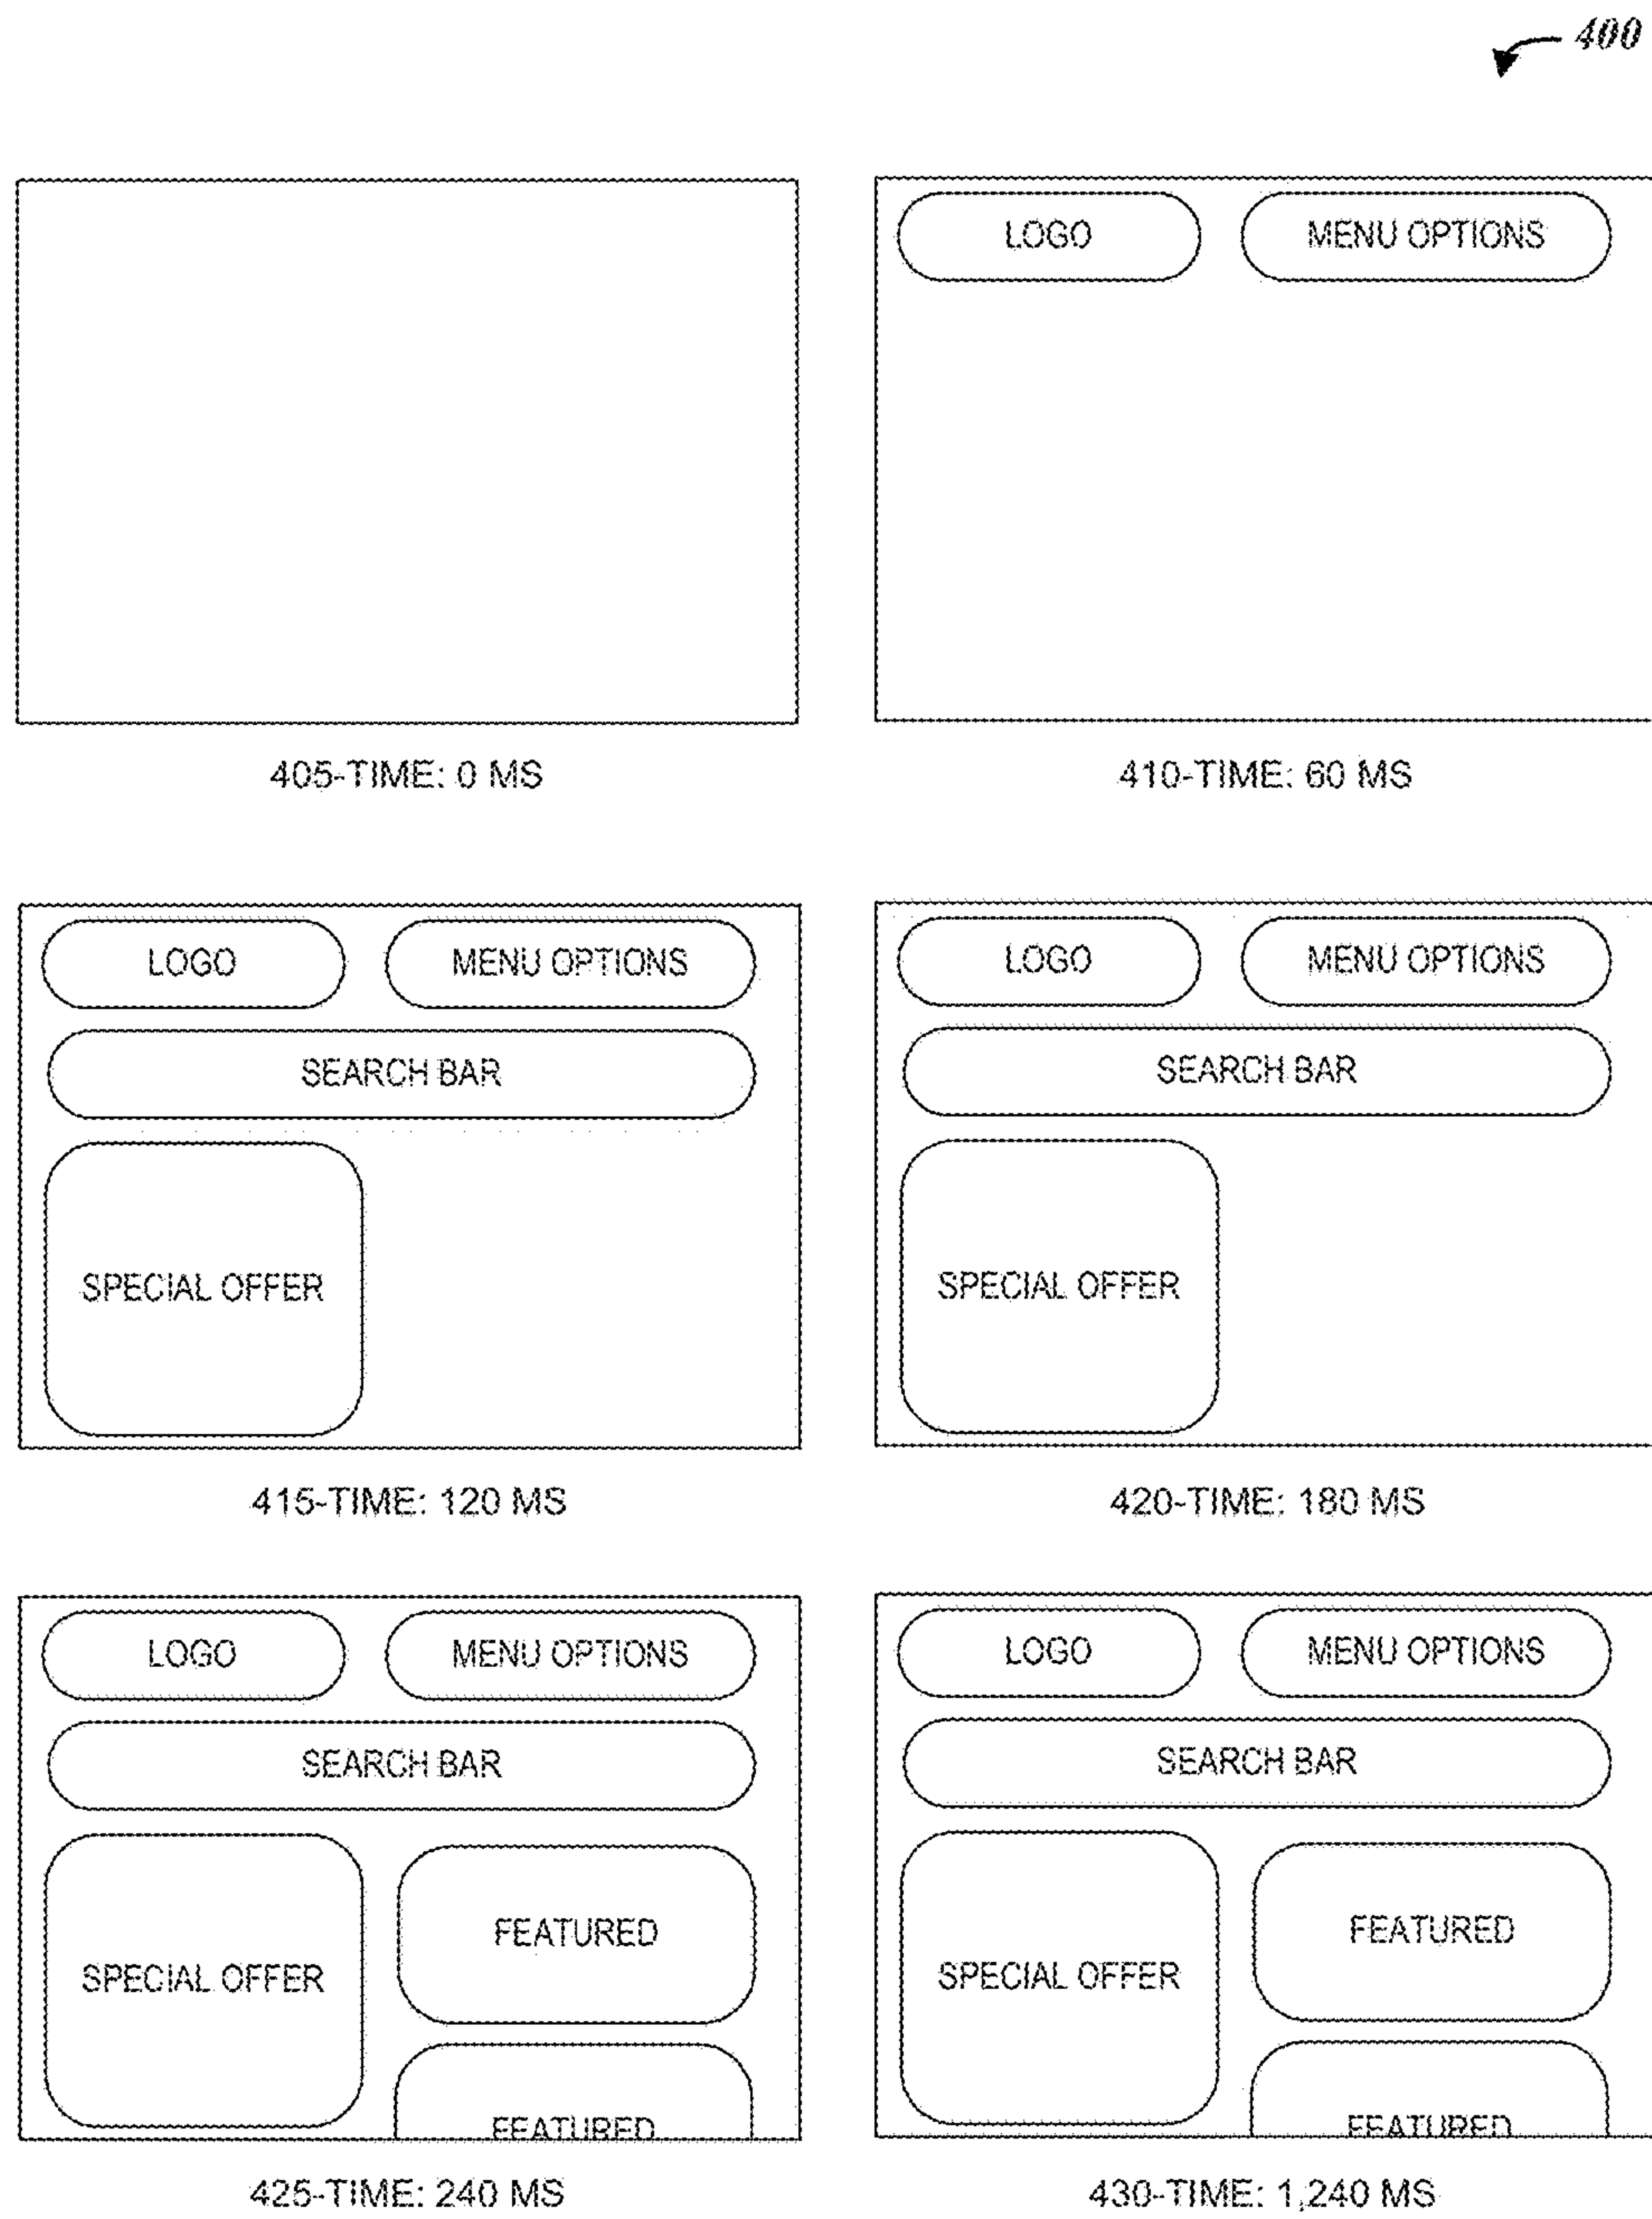 400
LOGO MENU OPTIONS
405-TIME: 0 MS 410-TIME: 60 MS
LOGO MENU OPTIONS LOGO MENU OPTIONS
SEARCH BAR SEARCH BAR
SPECIAL OFFER SPECIAL OFFER
415-TIME: 120 MS 420-TIME: 180 MS
LOGO MENU OPTIONS LOGO MENU OPTIONS
SEARCH BAR SEARCH BAR
FEATURED FEATURED
SPECIAL OFFER SPECIAL OFFER
FEATURED FEATURED
425-TIME: 240 MS 430-TIME: 1,240 MS